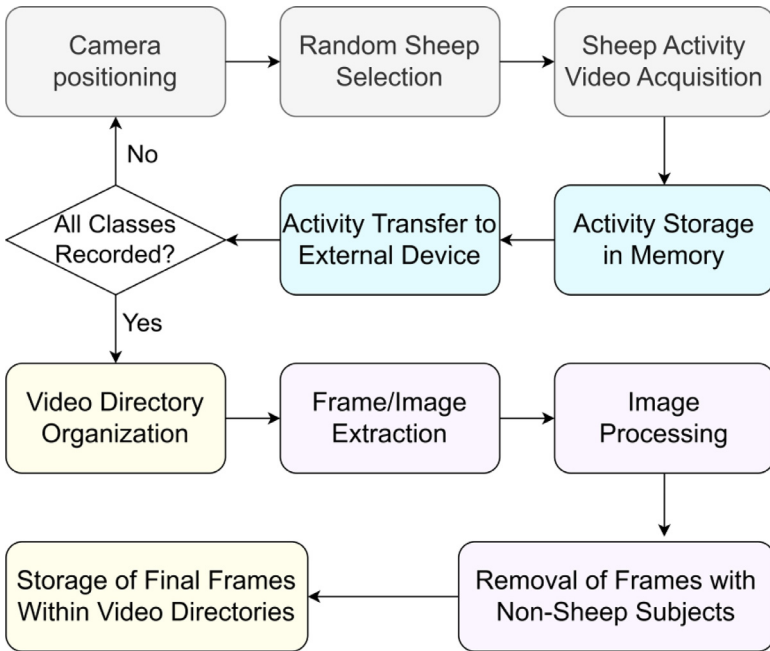 Camera
positioning
Random Sheep
Selection
Sheep Activity
Video Acquisition
No
All Classes
Recorded?
Activity Transfer to
External Device
Activity Storage
in Memory
Yes
Video Directory
Organization
Frame/Image
Extraction
Image
Processing
Storage of Final Frames
Within Video Directories
Removal of Frames with
Non-Sheep Subjects